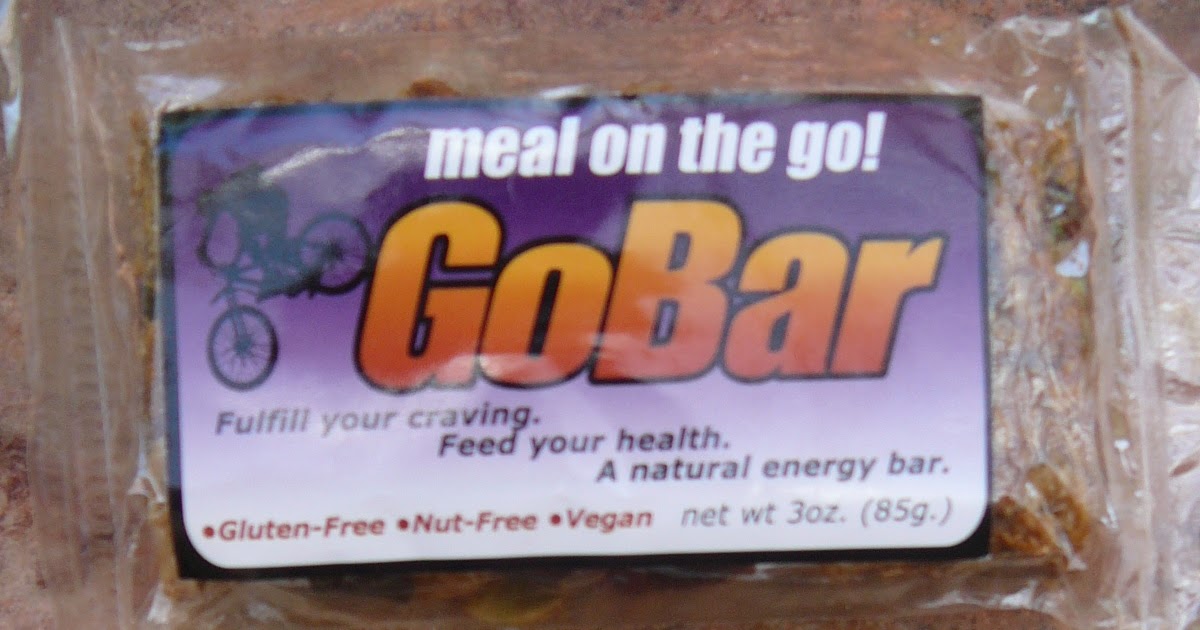 meal on the go!
GoBar
Fulfill your craving.
Feed your health.
A natural energy bar.
•Gluten-Free •Nut-Free •Vegan net wt 3oz. (85g.)